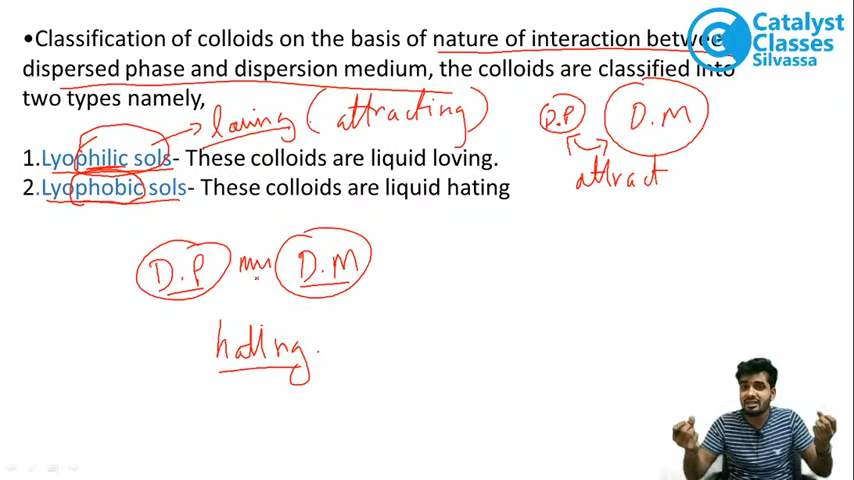 •Classification of colloids on the basis of nature of interaction between
dispersed phase and dispersion medium, the colloids are classified into
two types namely,
Catalyst
Classes
Silvassa
loving (attracting)
D.P
D.M
attract
1.Lyophilic sols- These colloids are liquid loving.
2.Lyophobic sols- These colloids are liquid hating
D.P
D.M
hating.